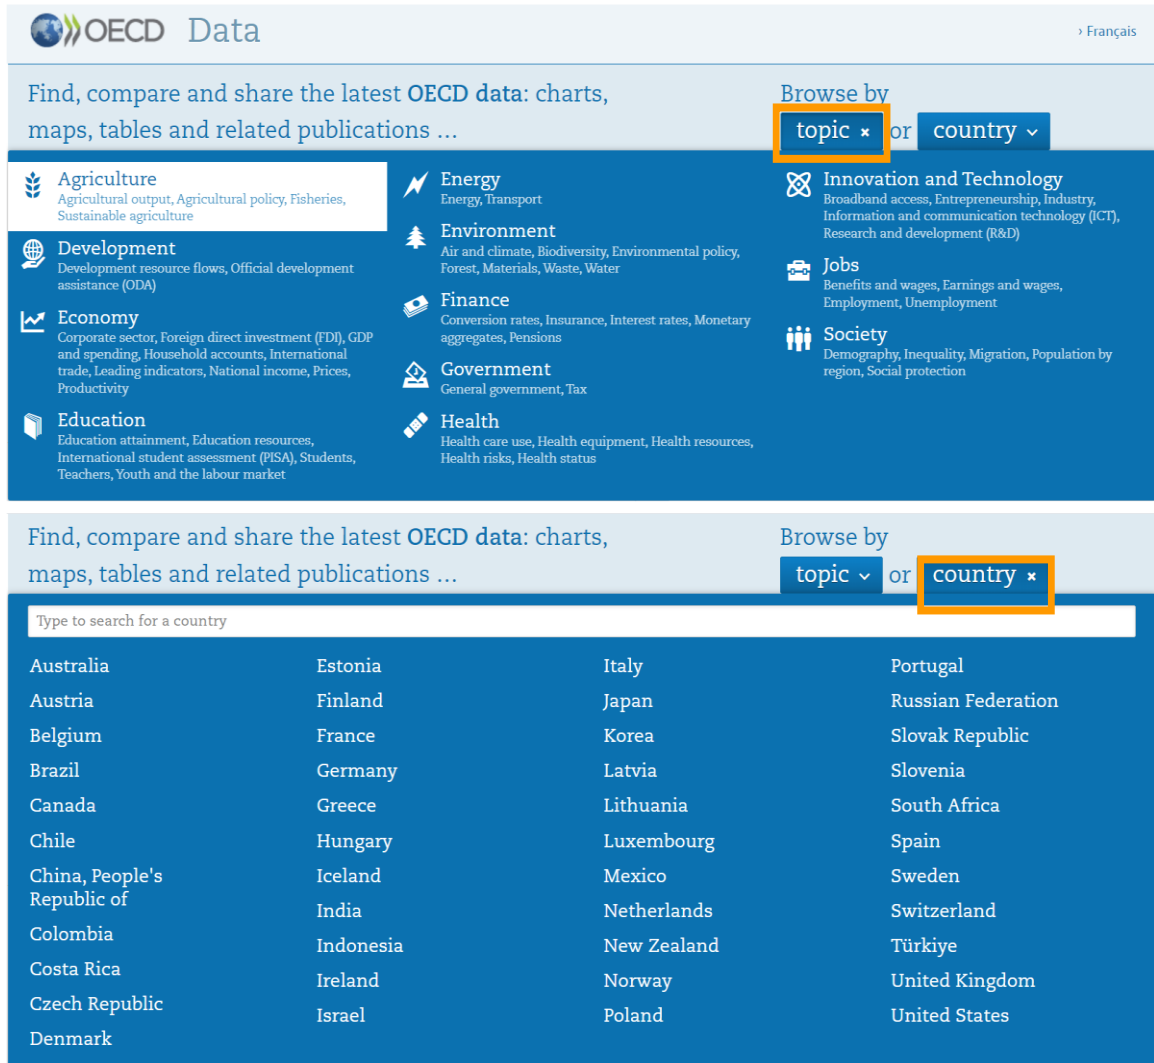 OECD Data
› Français
Find, compare and share the latest OECD data: charts,
maps, tables and related publications ...
Browse by
topic × or country
Agriculture
Agricultural output, Agricultural policy, Fisheries,
Sustainable agriculture
Development
Development resource flows, Official development
assistance (ODA)
Economy
Corporate sector, Foreign direct investment (FDI), GDP
and spending, Household accounts, International
trade, Leading indicators, National income, Prices,
Productivity
Education
Education attainment, Education resources,
International student assessment (PISA), Students,
Teachers, Youth and the labour market
Energy
Energy, Transport
Environment
Air and climate, Biodiversity, Environmental policy,
Forest, Materials, Waste, Water
Finance
Conversion rates, Insurance, Interest rates, Monetary
aggregates, Pensions
Government
General government, Tax
Health
Health care use, Health equipment, Health resources,
Health risks, Health status
Innovation and Technology
Broadband access, Entrepreneurship, Industry,
Information and communication technology (ICT),
Research and development (R&D)
Jobs
Benefits and wages, Earnings and wages,
Employment, Unemployment
Society
Demography, Inequality, Migration, Population by
region, Social protection
Find, compare and share the latest OECD data: charts,
maps, tables and related publications ...
Browse by
topic or country ×
Type to search for a country
Australia
Austria
Belgium
Brazil
Canada
Chile
China, People's
Republic of
Colombia
Costa Rica
Czech Republic
Denmark
Estonia
Finland
France
Germany
Greece
Hungary
Iceland
India
Indonesia
Ireland
Israel
Italy
Japan
Korea
Latvia
Lithuania
Luxembourg
Mexico
Netherlands
New Zealand
Norway
Poland
Portugal
Russian Federation
Slovak Republic
Slovenia
South Africa
Spain
Sweden
Switzerland
Türkiye
United Kingdom
United States